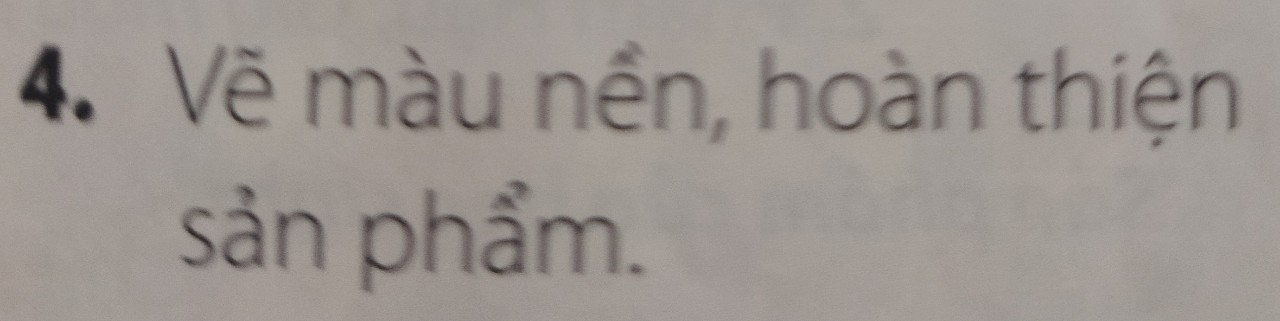 4. Vẽ màu nền, hoàn thiện
sản phẩm.